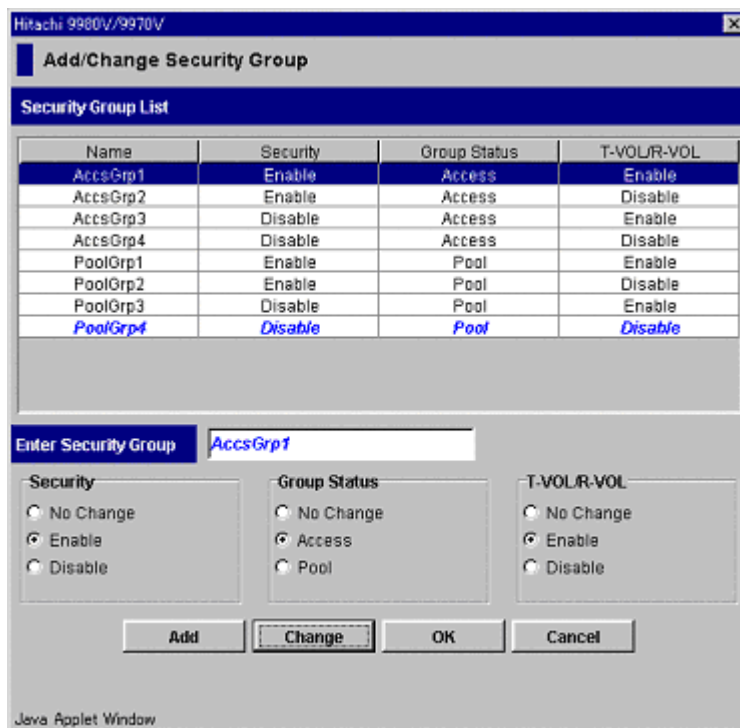 Hitachi 9980V/9970V
Add/Change Security Group
Security Group List
Name Security Group Status T-VOL/R-VOL
AccsGrp1 Enable Access Enable
AccsGrp2 Enable Access Disable
AccsGrp3 Disable Access Enable
AccsGrp4 Disable Access Disable
PoolGrp1 Enable Pool Enable
PoolGrp2 Enable Pool Disable
PoolGrp3 Disable Pool Enable
PoolGrp4 Disable Pool Disable
Enter Security Group AccsGrp1
Security Group Status T-VOL/R-VOL
No Change No Change No Change
Enable Access Enable
Disable Pool Disable
Add Change OK Cancel
Java Applet Window